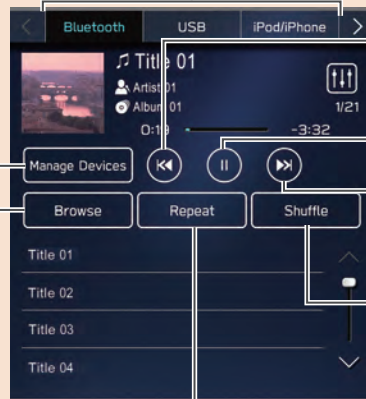 Bluetooth USB iPod/iPhone
Title 01
Artist 01
Album 01
1/21
0:19 -3:32
Manage Devices
Browse Repeat Shuffle
Title 01
Title 02
Title 03
Title 04